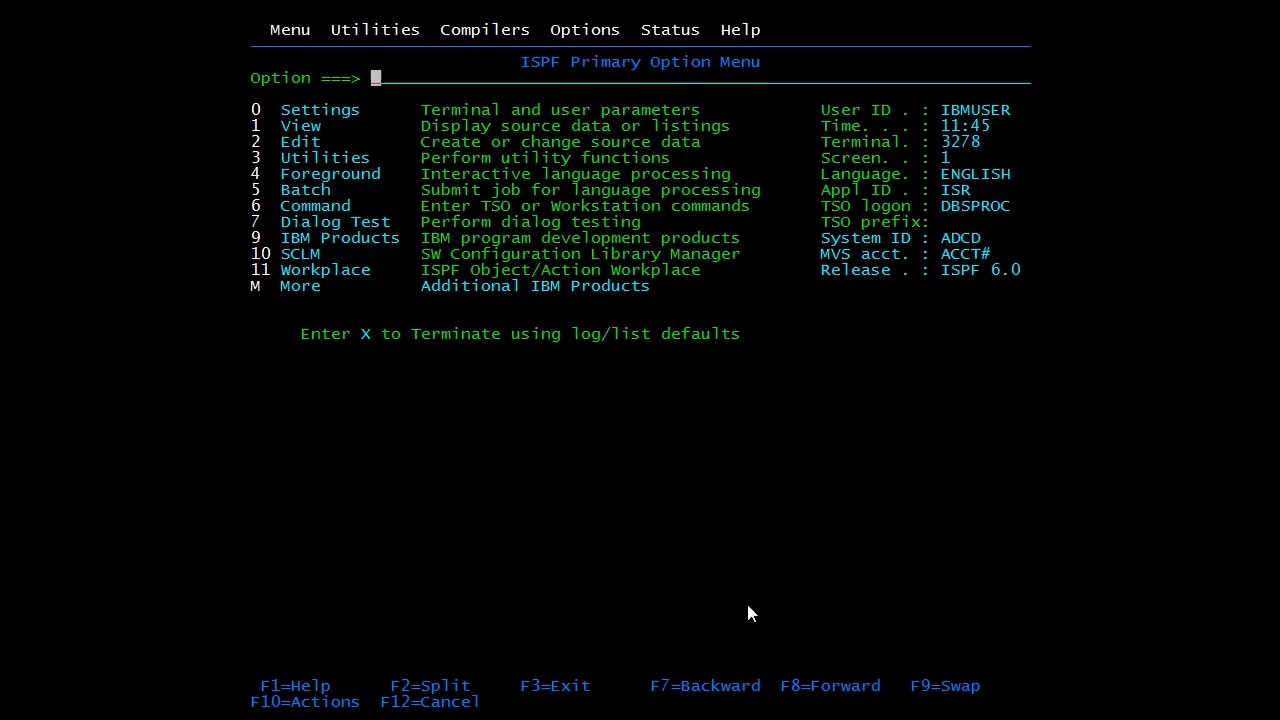 Menu  Utilities  Compilers  Options  Status  Help
ISPF Primary Option Menu
Option ===>
0  Settings      Terminal and user parameters            User ID . : IBMUSER
1  View          Display source data or listings         Time. . . : 11:45
2  Edit          Create or change source data            Terminal. : 3278
3  Utilities     Perform utility functions               Screen. . : 1
4  Foreground    Interactive language processing         Language. : ENGLISH
5  Batch         Submit job for language processing      Appl ID . : ISR
6  Command       Enter TSO or Workstation commands       TSO logon : DBSPROC
7  Dialog Test   Perform dialog testing                  TSO prefix:
9  IBM Products  IBM program development products        System ID : ADCD
10 SCLM          SW Configuration Library Manager        MVS acct. : ACCT#
11 Workplace     ISPF Object/Action Workplace            Release . : ISPF 6.0
M  More          Additional IBM Products
Enter X to Terminate using log/list defaults
F1=Help      F2=Split     F3=Exit      F7=Backward  F8=Forward   F9=Swap
F10=Actions  F12=Cancel